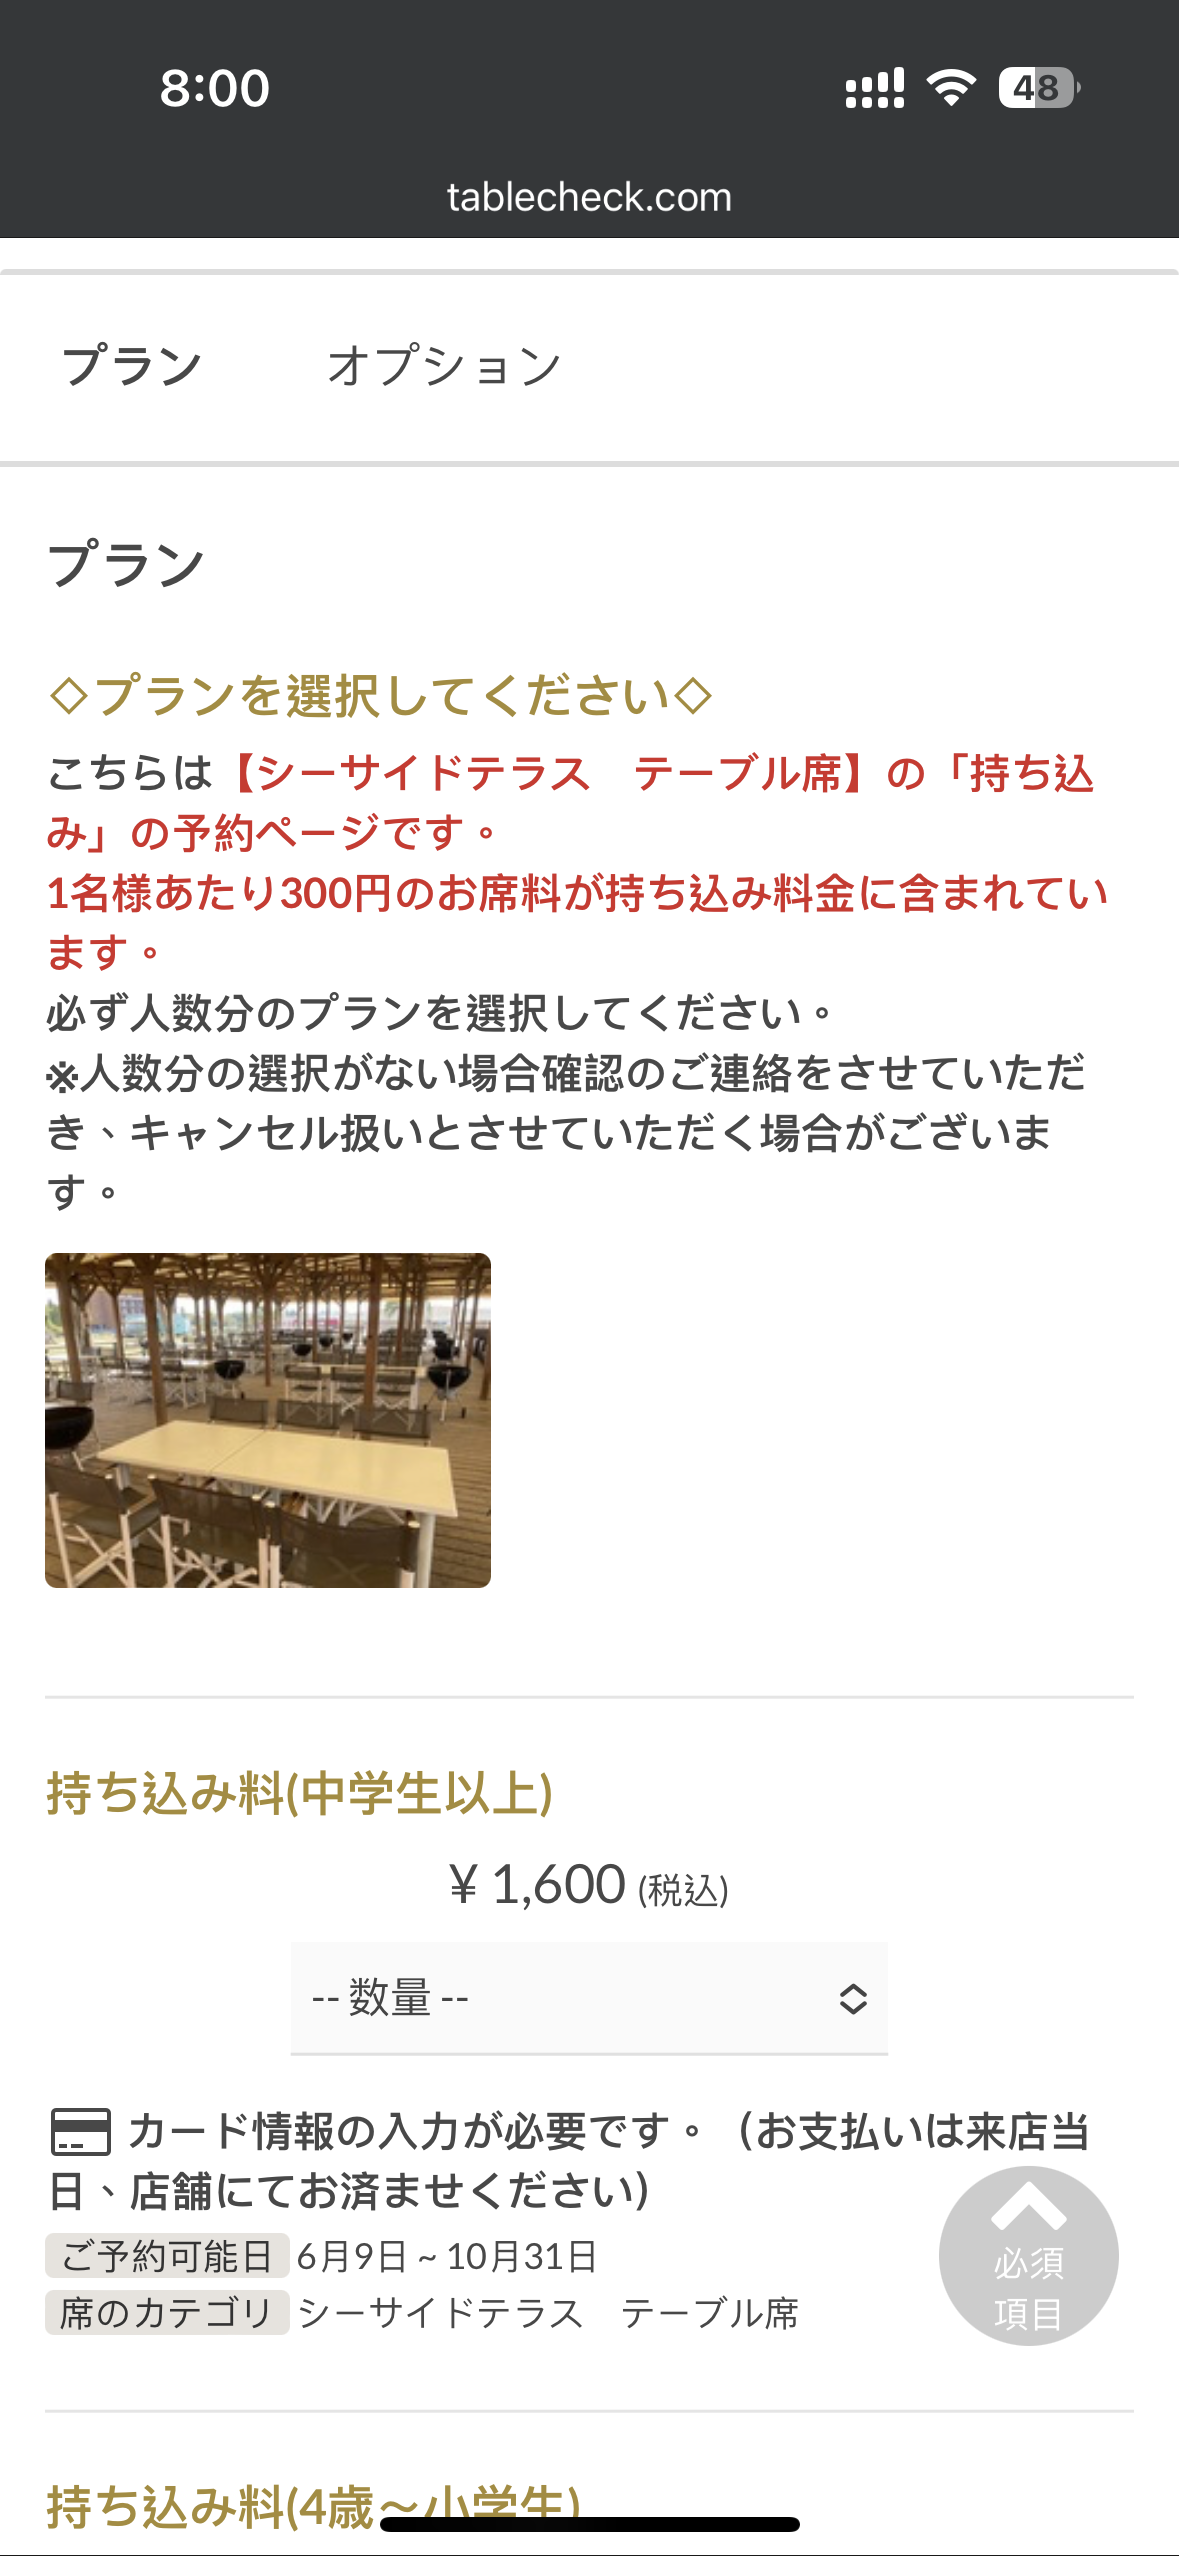 8:00
48
tablecheck.com
プラン オプション
プラン
◇プランを選択してください◇
こちらは【シーサイドテラス　テーブル席】の「持ち込
み」の予約ページです。
1名様あたり300円のお席料が持ち込み料金に含まれてい
ます。
必ず人数分のプランを選択してください。
※人数分の選択がない場合確認のご連絡をさせていただ
き、キャンセル扱いとさせていただく場合がございま
す。
持ち込み料(中学生以上)
¥ 1,600 (税込)
-- 数量 --
カード情報の入力が必要です。（お支払いは来店当
日、店舗にてお済ませください）
ご予約可能日 6月9日 ~ 10月31日
席のカテゴリ シーサイドテラス　テーブル席
必須
項目
持ち込み料(4歳～小学生)